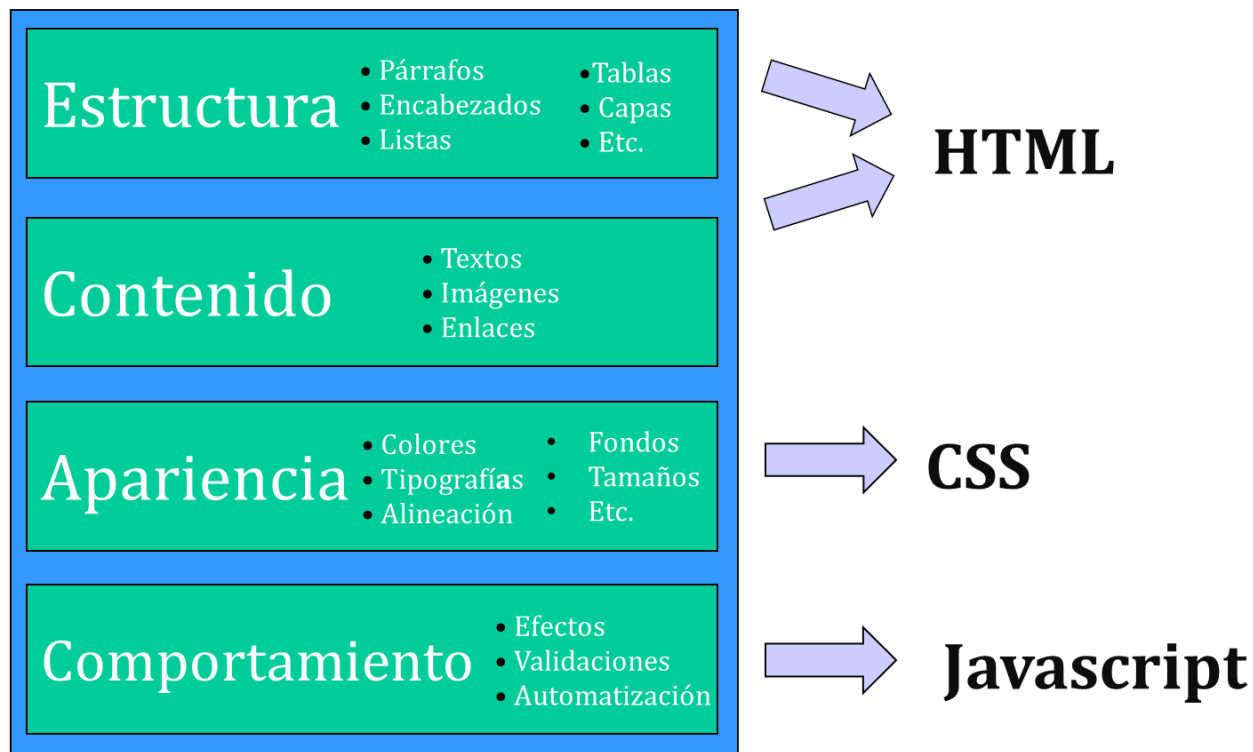 Estructura
• Párrafos
• Encabezados
• Listas
•Tablas
• Capas
• Etc.
HTML
Contenido
• Textos
• Imágenes
• Enlaces
Apariencia
• Colores
• Tipografías
• Alineación
• Fondos
• Tamaños
• Etc.
CSS
Comportamiento
• Efectos
• Validaciones
• Automatización
Javascript